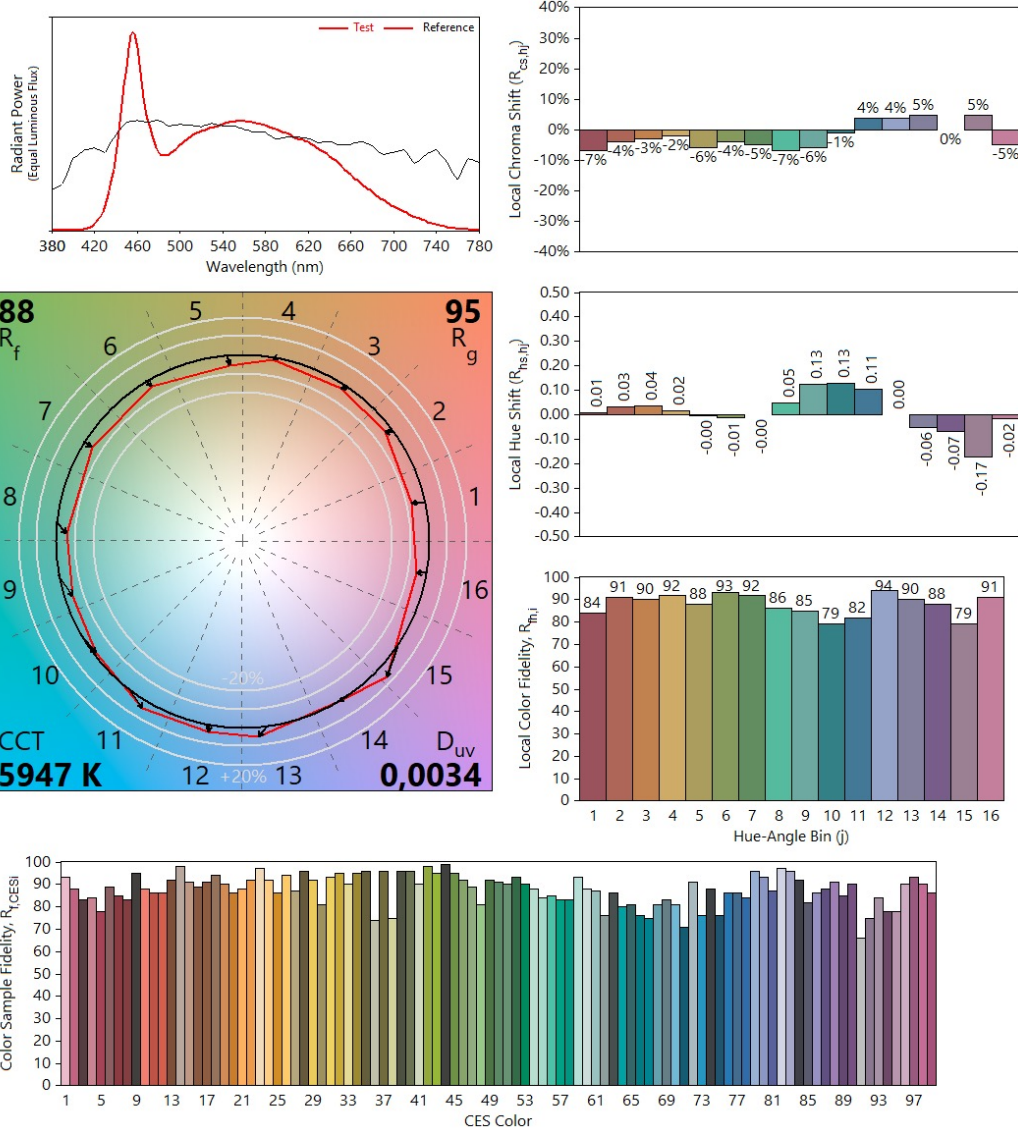 Test
Reference
Radiant Power
(Equal Luminous Flux)
380 420 460 500 540 580 620 660 700 740 780
Wavelength (nm)
40%
30%
20%
10%
0%
-10%
-20%
-30%
-40%
Local Chroma Shift (Rcs,hj)
-7% -4% -3% -2% -6% -4% -5% -7% -6% -1% 4% 4% 5% 0% 5% -5%
88
Rf
95
Rg
1
2
3
4
5
6
7
8
9
10
11
12
13
14
15
16
-20%
+20%
CCT
5947 K
Duv
0,0034
0.50
0.40
0.30
0.20
0.10
0.00
-0.10
-0.20
-0.30
-0.40
-0.50
Local Hue Shift (Rhs,hj)
0.01 0.03 0.04 0.02 -0.00 -0.01 -0.00 0.05 0.13 0.13 0.11 0.00 -0.06 -0.07 -0.17 -0.02
100
90
80
70
60
50
40
30
20
10
0
Local Color Fidelity, Rfh,i
84 91 90 92 88 93 92 86 85 79 82 94 90 88 79 91
1 2 3 4 5 6 7 8 9 10 11 12 13 14 15 16
Hue-Angle Bin (j)
100
90
80
70
60
50
40
30
20
10
0
Color Sample Fidelity, Rf,CESi
1 5 9 13 17 21 25 29 33 37 41 45 49 53 57 61 65 69 73 77 81 85 89 93 97
CES Color